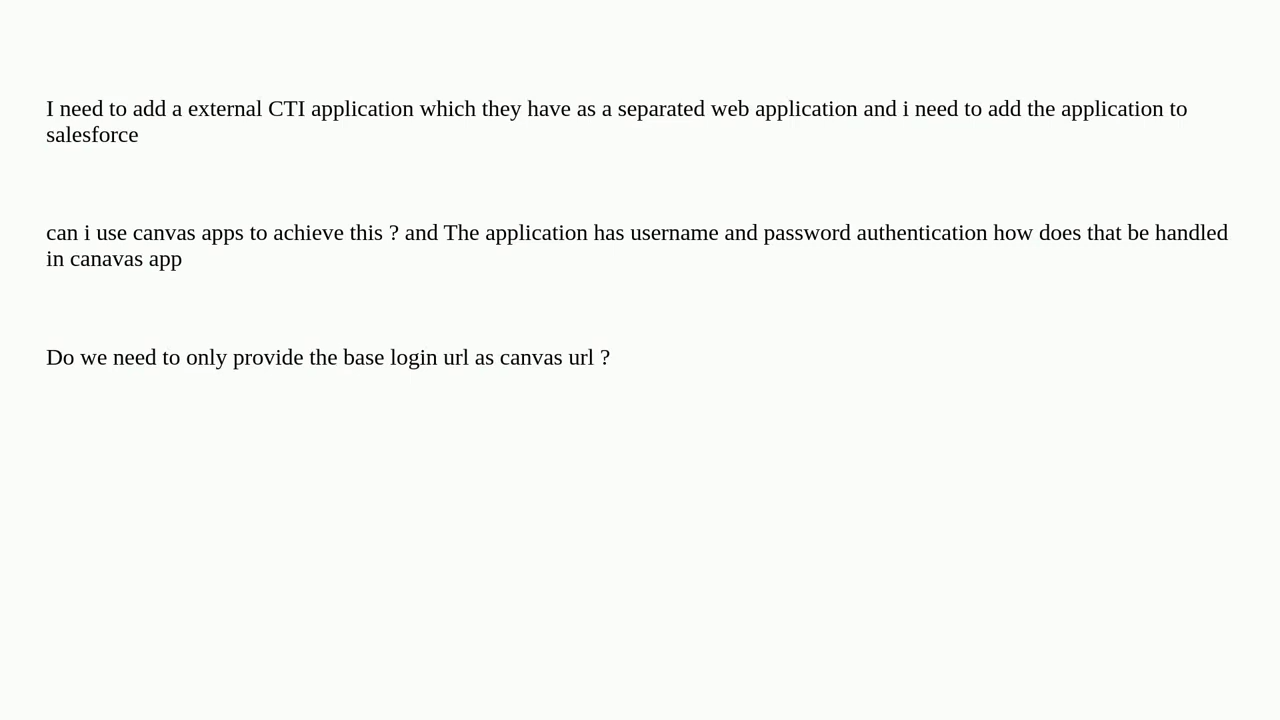 I need to add a external CTI application which they have as a separated web application and i need to add the application to
salesforce
can i use canvas apps to achieve this ? and The application has username and password authentication how does that be handled
in canavas app
Do we need to only provide the base login url as canvas url ?